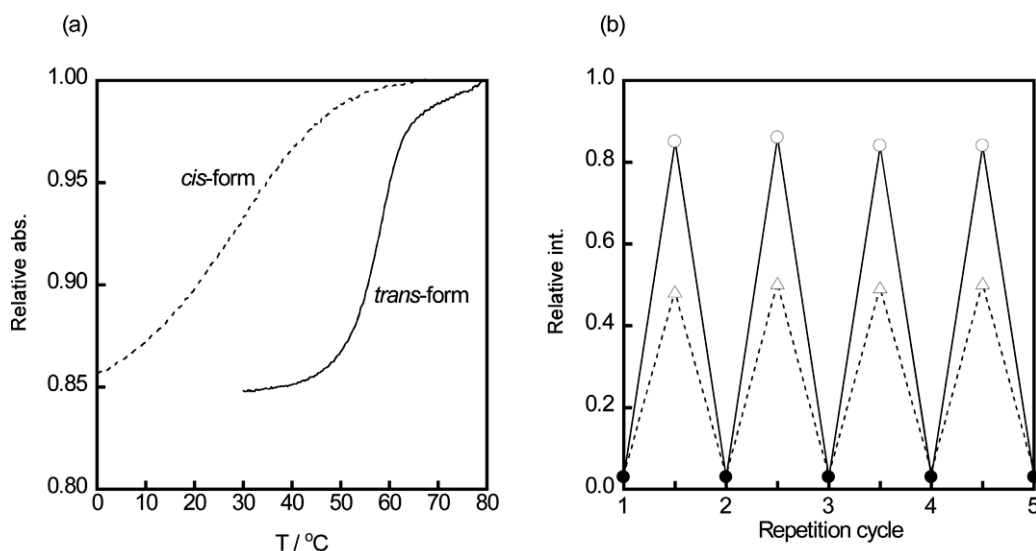 (a)
1.00
0.95
0.90
0.85
0.80
Relative abs.
cis-form
trans-form
0 10 20 30 40 50 60 70 80
T / °C
(b)
1.0
0.8
0.6
0.4
0.2
0.0
Relative int.
1 2 3 4 5
Repetition cycle